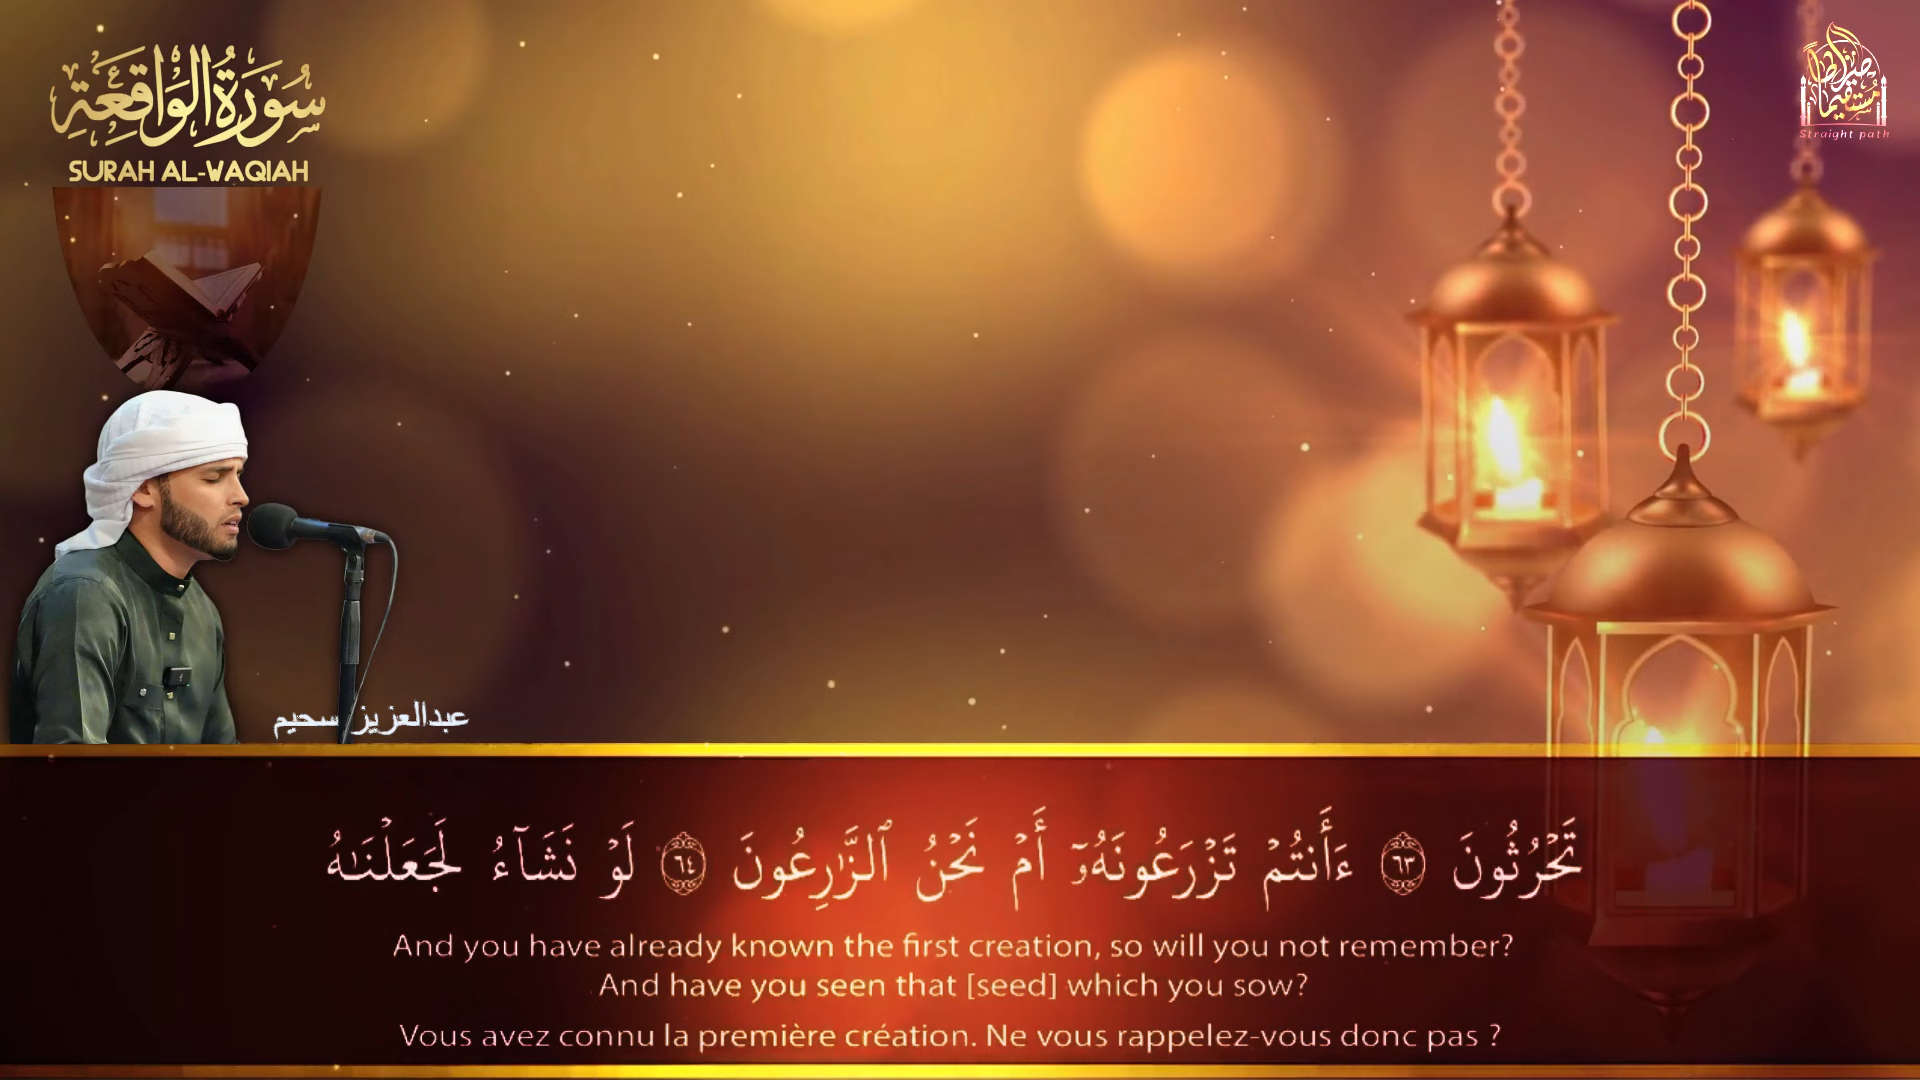 سُورَةُ الوَاقِعَةِ
SURAH AL-WAQIAH
صراطا مستقيما
Straight path
عبدالعزيز سحيم
تَحْرُثُونَ ٦٣ ءَأَنتُمْ تَزْرَعُونَهُۥٓ أَمْ نَحْنُ ٱلزَّٰرِعُونَ ٦٤ لَوْ نَشَآءُ لَجَعَلْنَٰهُ
And you have already known the first creation, so will you not remember?
And have you seen that [seed] which you sow?
Vous avez connu la première création. Ne vous rappelez-vous donc pas ?